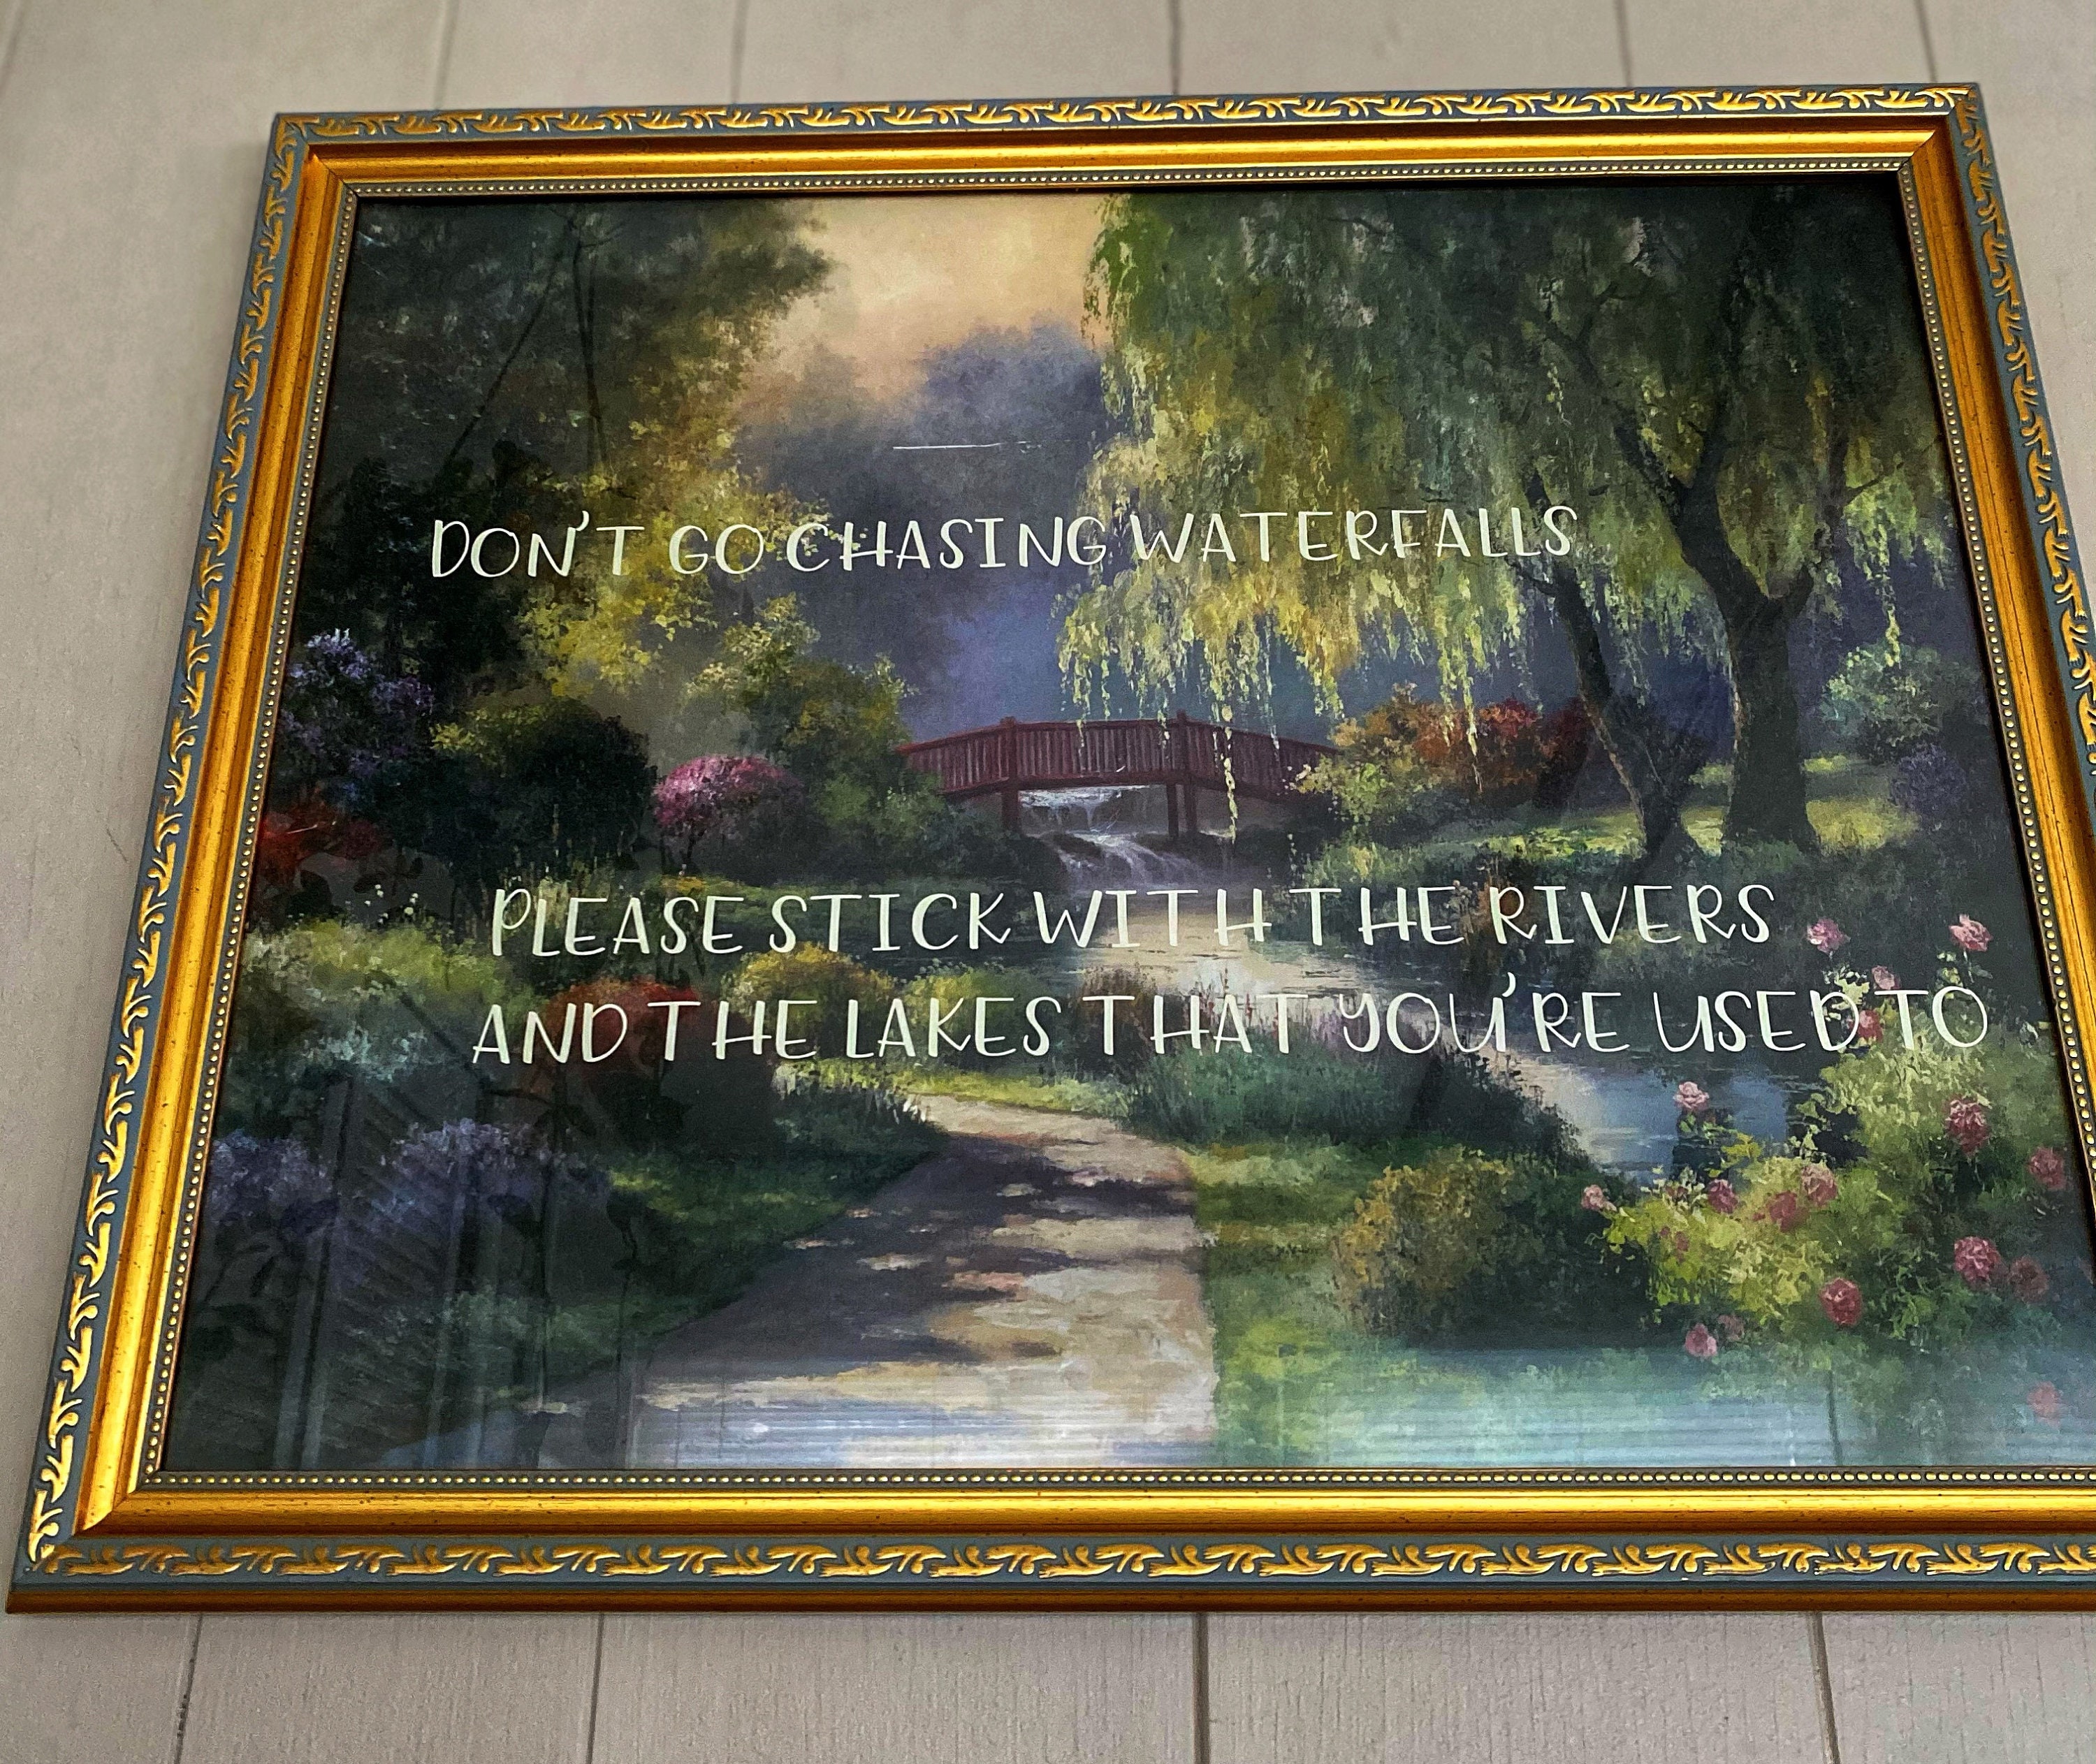 DON'T GO CHASING WATERFALLS
PLEASE STICK WITH THE RIVERS
AND THE LAKES THAT YOU'RE USED TO